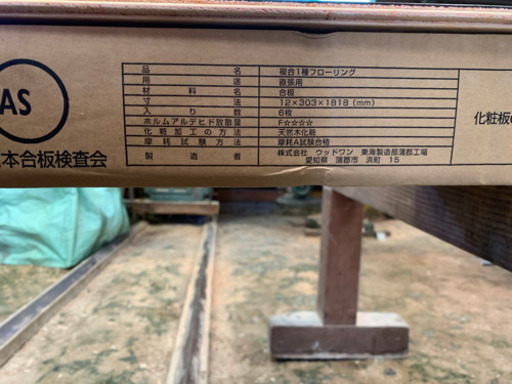 AS
本合板検査会
品 名 複合1種フローリング
用 途 直張用
材 料 名 合板
寸 法 12×303×1818(mm)
入 り 数 6枚
ホルムアルデヒド放散量 F☆☆☆☆
化粧加工の方法 天然木化粧
摩耗試験方法 摩耗A試験合格
製 造 者 株式会社 ウッドワン 東海製造部蒲郡工場
愛知県 蒲郡市 浜町 15
化粧板